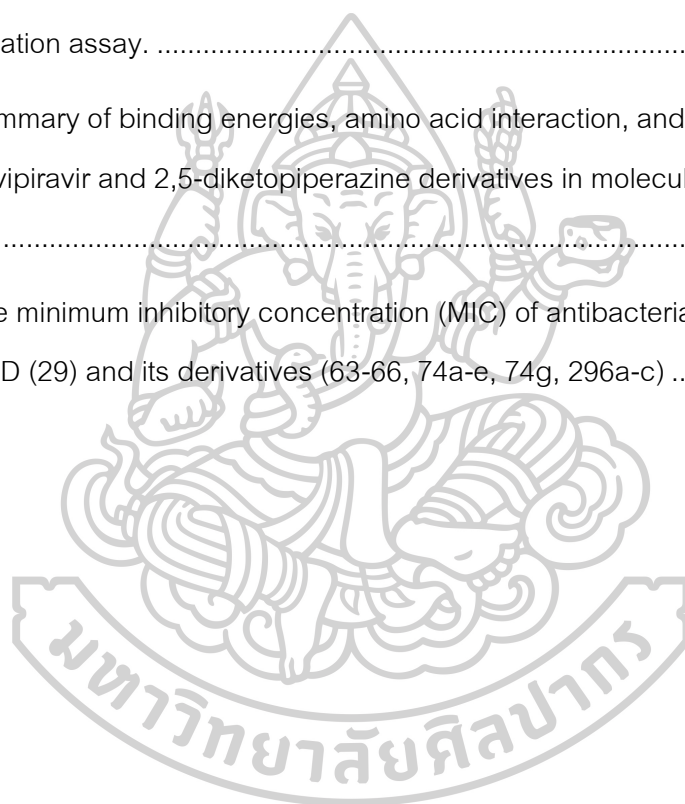 ation assay. ......................................................................
mmary of binding energies, amino acid interaction, and
vipiravir and 2,5-diketopiperazine derivatives in molecul
......................................................................................
e minimum inhibitory concentration (MIC) of antibacteria
D (29) and its derivatives (63-66, 74a-e, 74g, 296a-c) ..
มหาวิทยาลัยศิลปากร